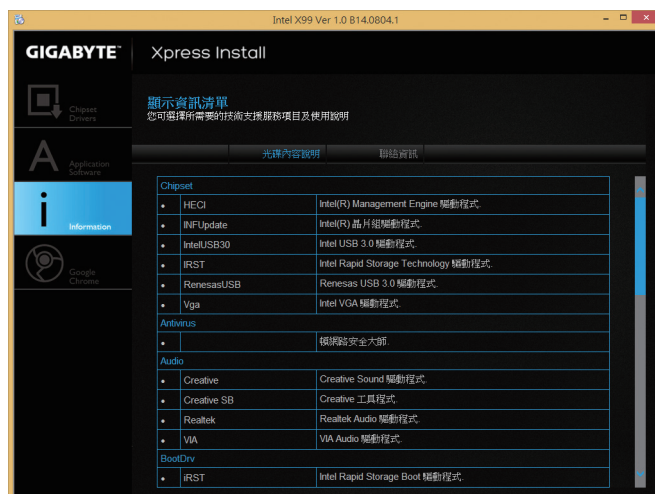 Intel X99 Ver 1.0 B14.0804.1
GIGABYTE™ Xpress Install
Chipset
Drivers
Application
Software
Information
Google
Chrome
顯示資訊清單
您可選擇所需要的技術支援服務項目及使用說明
光碟內容說明 聯結資訊
Chipset
• HECI Intel(R) Management Engine 驅動程式.
• INFUpdate Intel(R) 晶片組驅動程式.
• IntelUSB30 Intel USB 3.0 驅動程式.
• IRST Intel Rapid Storage Technology 驅動程式.
• RenesasUSB Renesas USB 3.0 驅動程式.
• Vga Intel VGA 驅動程式.
Antivirus
• 頓網路安全大師.
Audio
• Creative Creative Sound 驅動程式.
• Creative SB Creative 工具程式.
• Realtek Realtek Audio 驅動程式.
• VIA VIA Audio 驅動程式.
BootDrv
• iRST Intel Rapid Storage Boot 驅動程式.